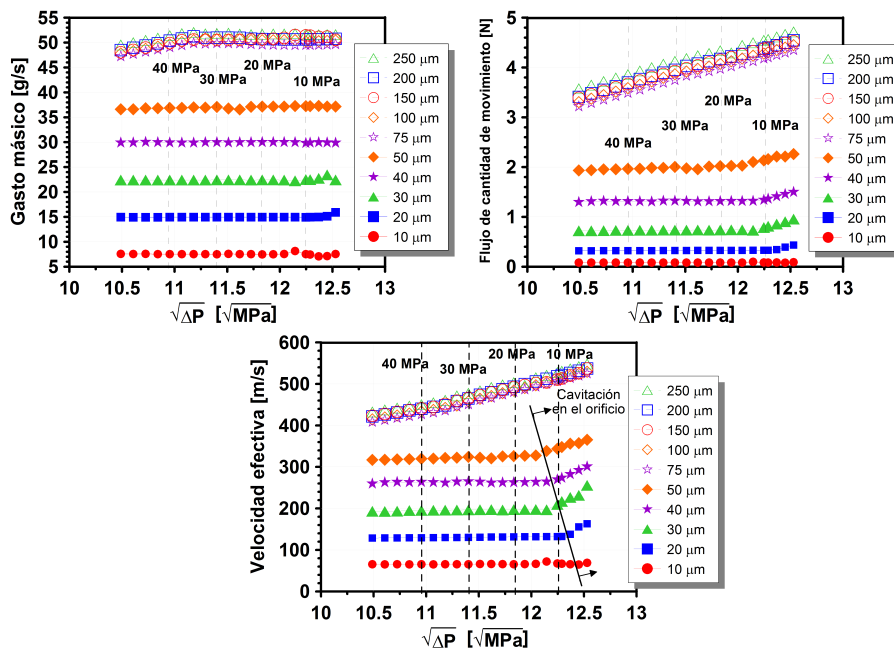 Gasto másico [g/s]
55
50
45
40
35
30
25
20
15
10
5
40 MPa
30 MPa
20 MPa
10 MPa
10 10.5 11 11.5 12 12.5 13
√ΔP [√MPa]
250 μm
200 μm
150 μm
100 μm
75 μm
50 μm
40 μm
30 μm
20 μm
10 μm
Flujo de cantidad de movimiento [N]
5
4
3
2
1
0
40 MPa
30 MPa
20 MPa
10 MPa
10 10.5 11 11.5 12 12.5 13
√ΔP [√MPa]
250 μm
200 μm
150 μm
100 μm
75 μm
50 μm
40 μm
30 μm
20 μm
10 μm
Velocidad efectiva [m/s]
600
500
400
300
200
100
0
40 MPa
30 MPa
20 MPa
10 MPa
Cavitación
en el orificio
10 10.5 11 11.5 12 12.5 13
√ΔP [√MPa]
250 μm
200 μm
150 μm
100 μm
75 μm
50 μm
40 μm
30 μm
20 μm
10 μm